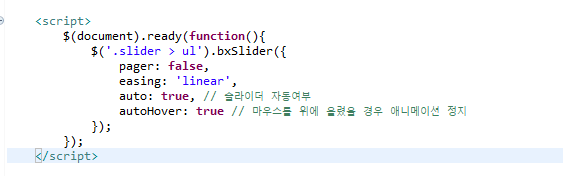 <script>
$(document).ready(function(){
$('.slider > ul').bxSlider({
pager: false,
easing: 'linear',
auto: true, // 슬라이더 자동여부
autoHover: true // 마우스를 위에 올렸을 경우 애니메이션 정지
});
});
</script>